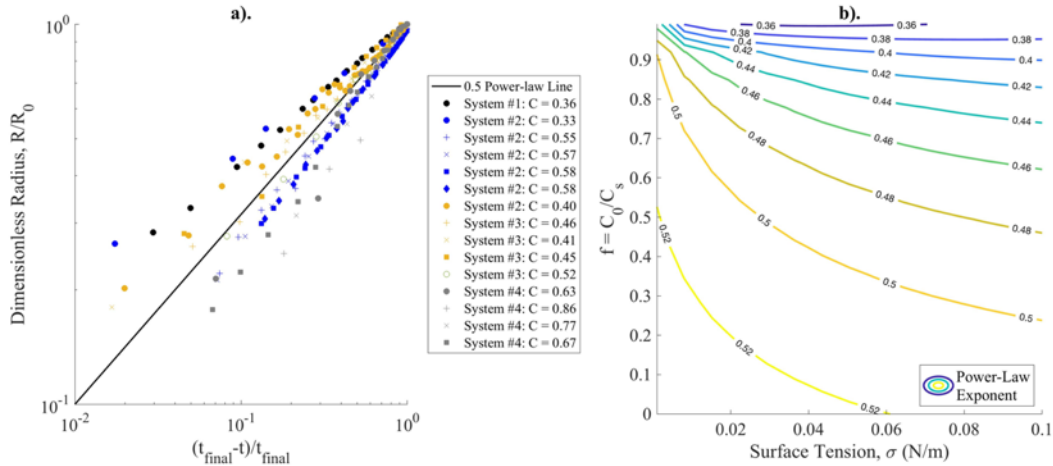 a).
Dimensionless Radius, R/R0
10^0
10^-1
10^-2
10^-1
10^0
(t_final-t)/t_final
0.5 Power-law Line
System #1: C = 0.36
System #2: C = 0.33
System #2: C = 0.55
System #2: C = 0.57
System #2: C = 0.58
System #2: C = 0.58
System #2: C = 0.40
System #3: C = 0.46
System #3: C = 0.41
System #3: C = 0.45
System #3: C = 0.52
System #4: C = 0.63
System #4: C = 0.86
System #4: C = 0.77
System #4: C = 0.67
b).
f = C0/Cs
0.9
0.8
0.7
0.6
0.5
0.4
0.3
0.2
0.1
0
0.36
0.38
0.38
0.38
0.4
0.4
0.4
0.42
0.42
0.42
0.44
0.44
0.46
0.46
0.46
0.48
0.48
0.48
0.5
0.5
0.5
0.5
0.52
0.52
0.52
Power-Law
Exponent
0.02
0.04
0.06
0.08
0.1
Surface Tension, σ (N/m)